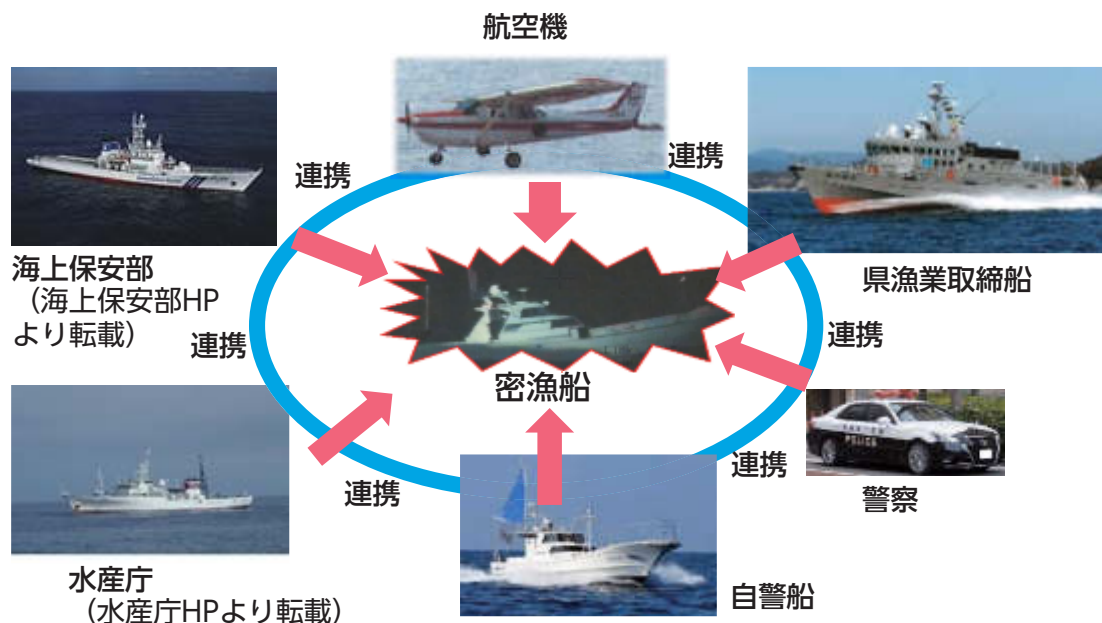 航空機
連携
連携
海上保安部
（海上保安部HP
より転載）
県漁業取締船
連携
連携
密漁船
POLICE
連携
連携
警察
水産庁
（水産庁HPより転載）
自警船